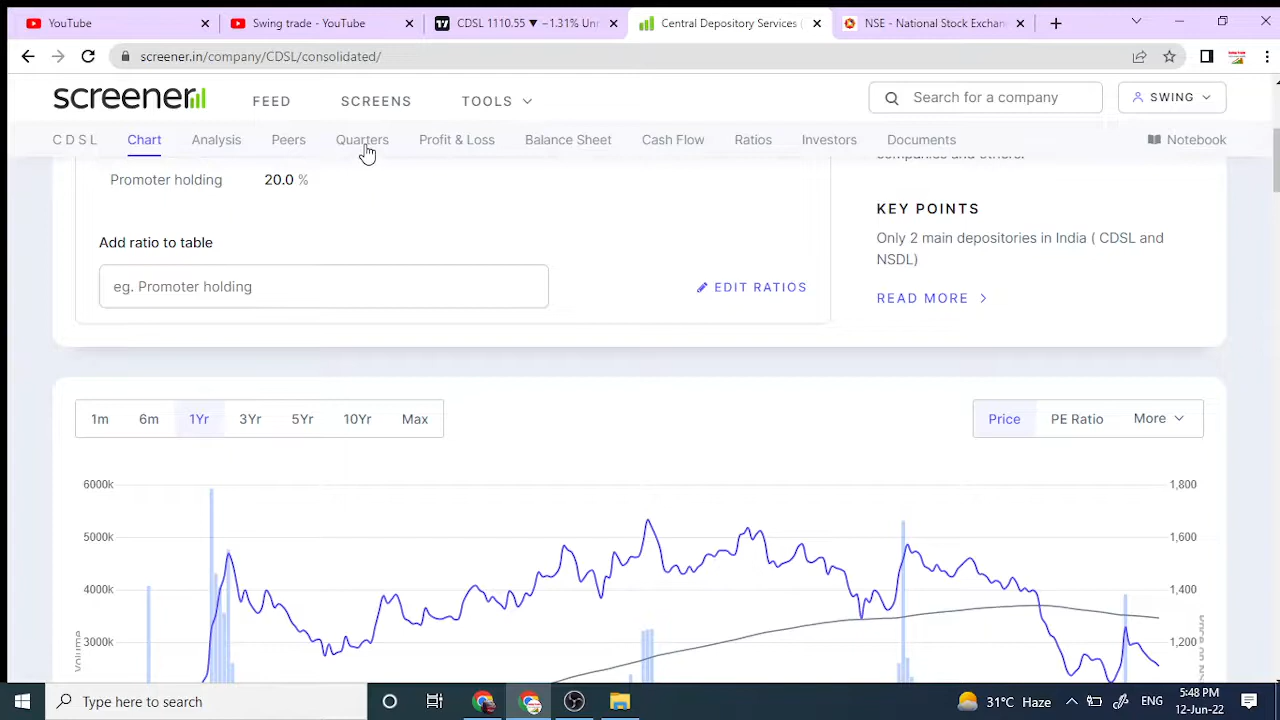 YouTube
Swing trade - YouTube
CDSL 1110.55 ▼ −1.31% Unr
Central Depository Services (
NSE - National Stock Exchan
screener.in/company/CDSL/consolidated/
screener
FEED
SCREENS
TOOLS
Search for a company
SWING
C D S L
Chart
Analysis
Peers
Quarters
Profit & Loss
Balance Sheet
Cash Flow
Ratios
Investors
Documents
Notebook
companies and others.
Promoter holding 20.0 %
Add ratio to table
eg. Promoter holding
EDIT RATIOS
KEY POINTS
Only 2 main depositories in India ( CDSL and
NSDL)
READ MORE
1m 6m 1Yr 3Yr 5Yr 10Yr Max
Price PE Ratio More
6000k
5000k
4000k
3000k
Volume
1,800
1,600
1,400
1,200
Type here to search
31°C Haze
ENG
5:48 PM
12-Jun-22